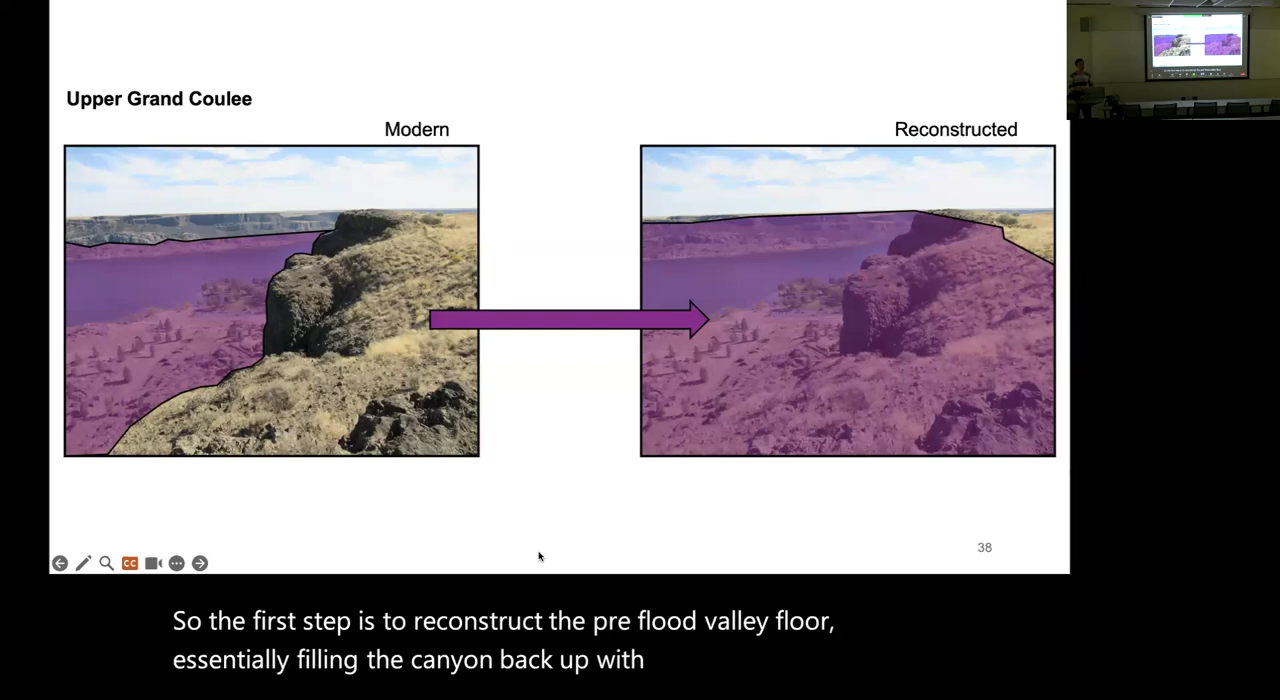 Upper Grand Coulee
Modern
Reconstructed
38
CC
So the first step is to reconstruct the pre flood valley floor,
essentially filling the canyon back up with